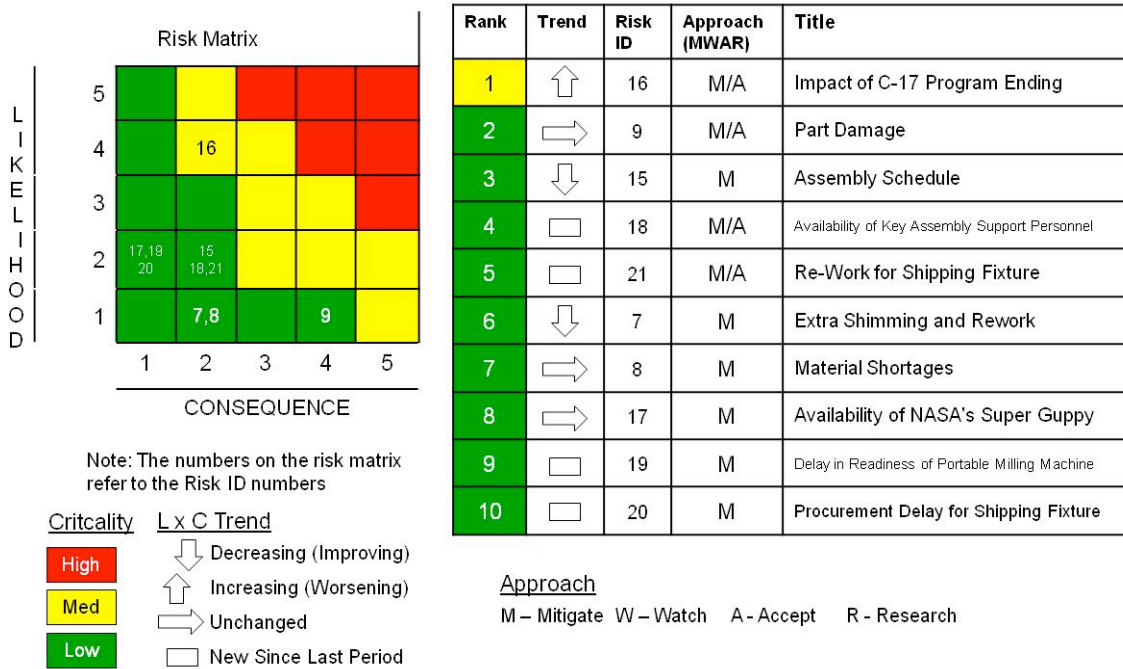 Risk Matrix
LIKELIHOOD
5
4 16
3
2 17,19 15
20 18,21
1 7,8 9
1 2 3 4 5
CONSEQUENCE
Note: The numbers on the risk matrix
refer to the Risk ID numbers
Critcality L x C Trend
High
Med
Low
Decreasing (Improving)
Increasing (Worsening)
Unchanged
New Since Last Period
Rank Trend Risk Approach Title
ID (MWAR)
1 16 M/A Impact of C-17 Program Ending
2 9 M/A Part Damage
3 15 M Assembly Schedule
4 18 M/A Availability of Key Assembly Support Personnel
5 21 M/A Re-Work for Shipping Fixture
6 7 M Extra Shimming and Rework
7 8 M Material Shortages
8 17 M Availability of NASA's Super Guppy
9 19 M Delay in Readiness of Portable Milling Machine
10 20 M Procurement Delay for Shipping Fixture
Approach
M – Mitigate W – Watch A - Accept R - Research